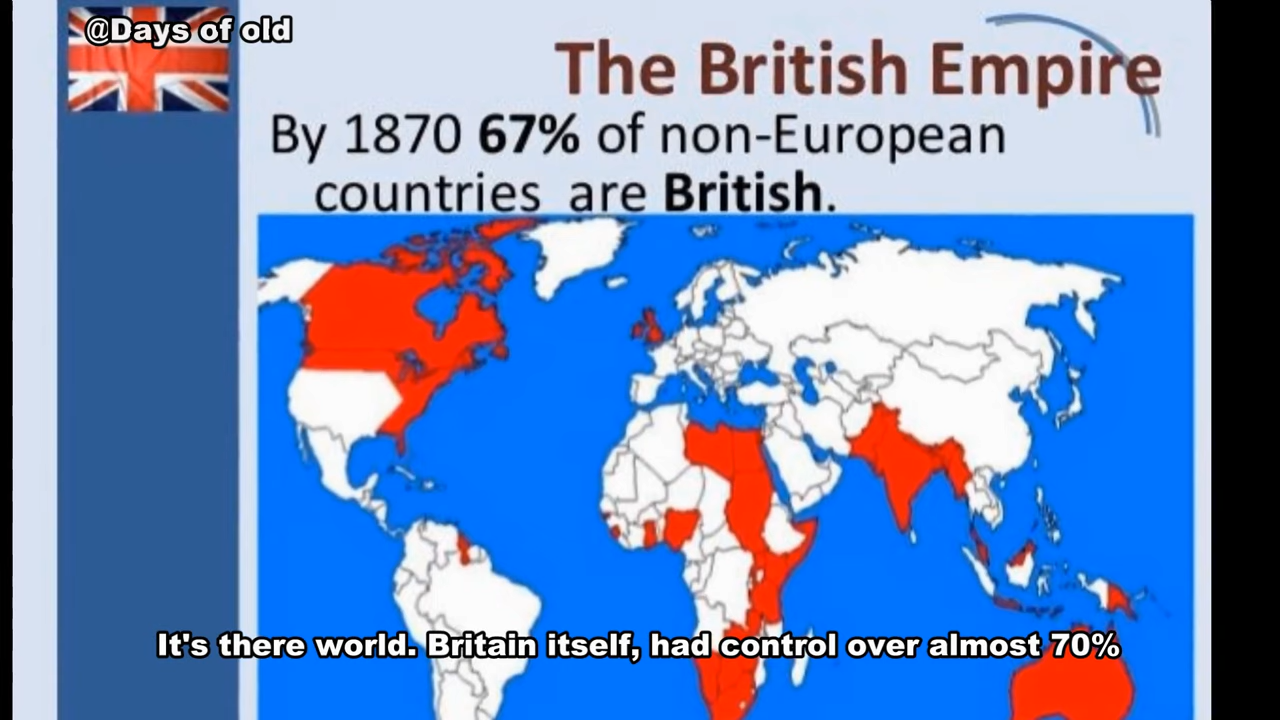 @Days of old
The British Empire
By 1870 67% of non-European
countries are British.
It's there world. Britain itself, had control over almost 70%